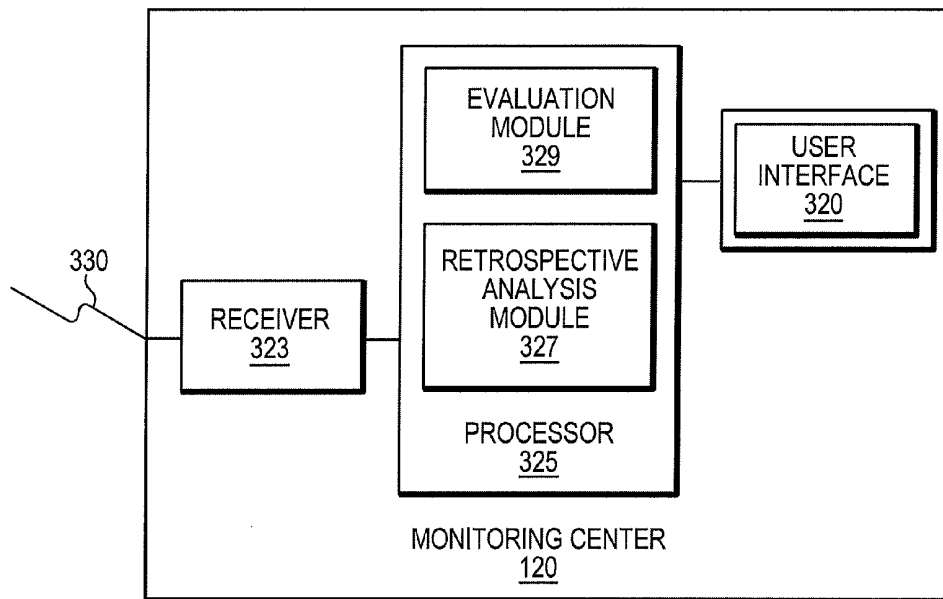 EVALUATION
MODULE
329
USER
INTERFACE
320
330
RETROSPECTIVE
ANALYSIS
MODULE
327
RECEIVER
323
PROCESSOR
325
MONITORING CENTER
120